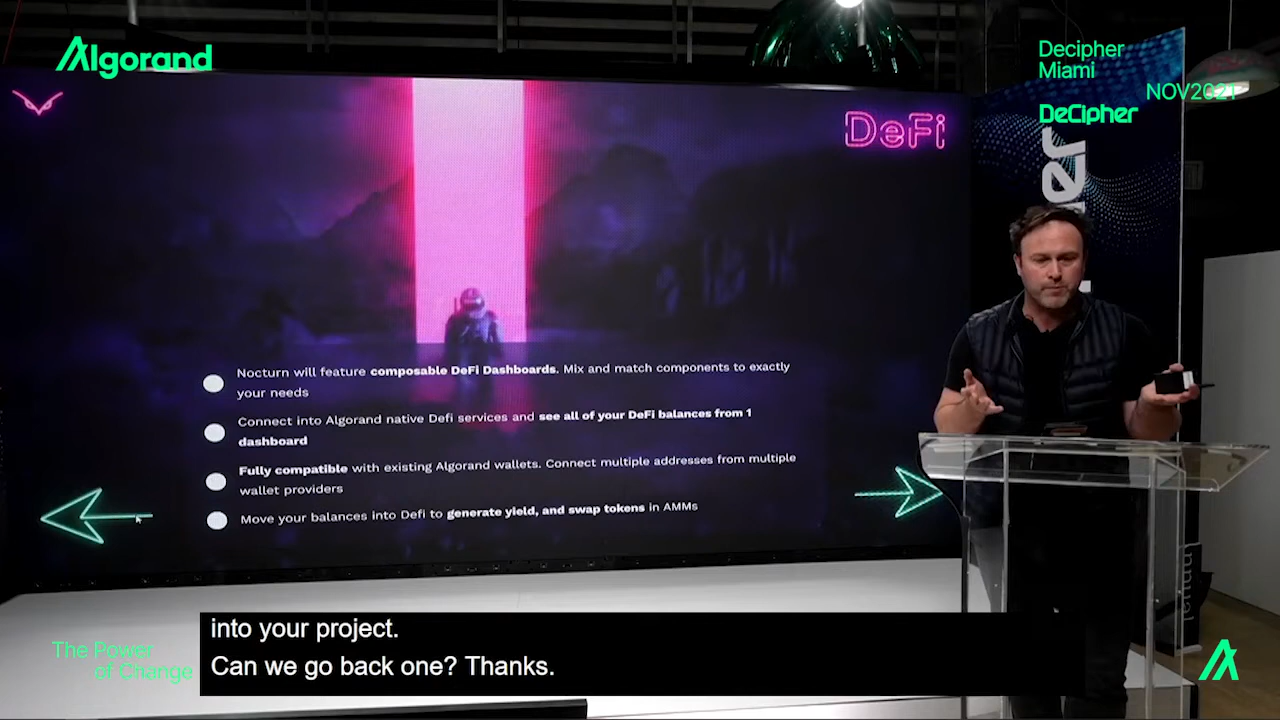 Algorand
Decipher
Miami
NOV2021
DeCipher
DeFi
Nocturn will feature composable DeFi Dashboards. Mix and match components to exactly
your needs
Connect into Algorand native Defi services and see all of your DeFi balances from 1
dashboard
Fully compatible with existing Algorand wallets. Connect multiple addresses from multiple
wallet providers
Move your balances into Defi to generate yield, and swap tokens in AMMs
into your project.
Can we go back one? Thanks.
The Power
of Change